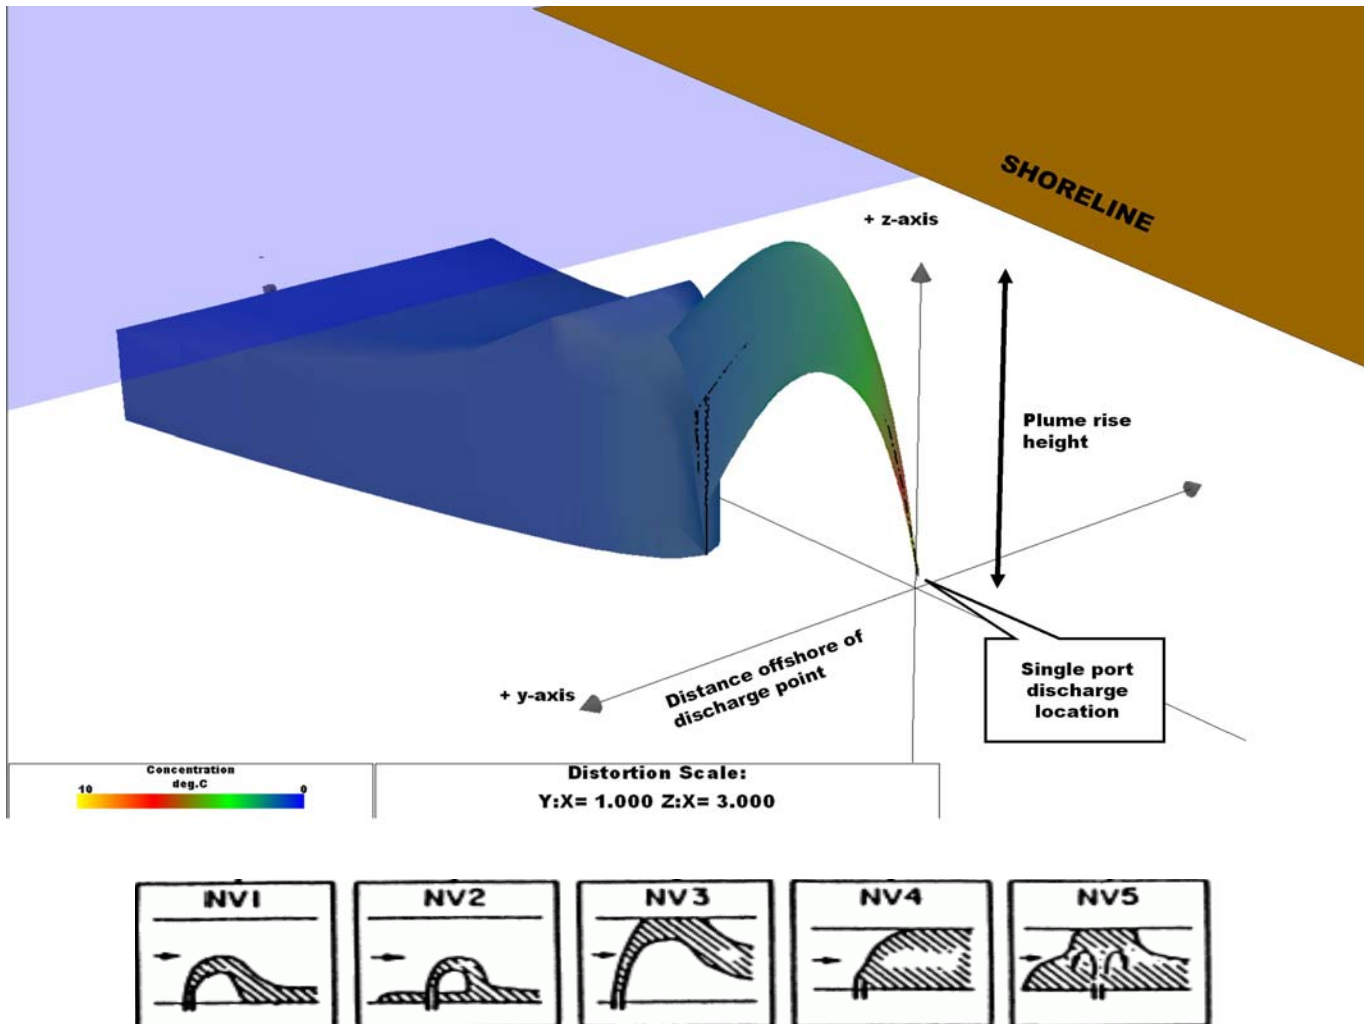 SHORELINE
+ z-axis
Plume rise
height
Distance offshore of
discharge point
+ y-axis
Single port
discharge
location
Concentration
deg.C
10 0
Distortion Scale:
Y:X= 1.000 Z:X= 3.000
NV1 NV2 NV3 NV4 NV5